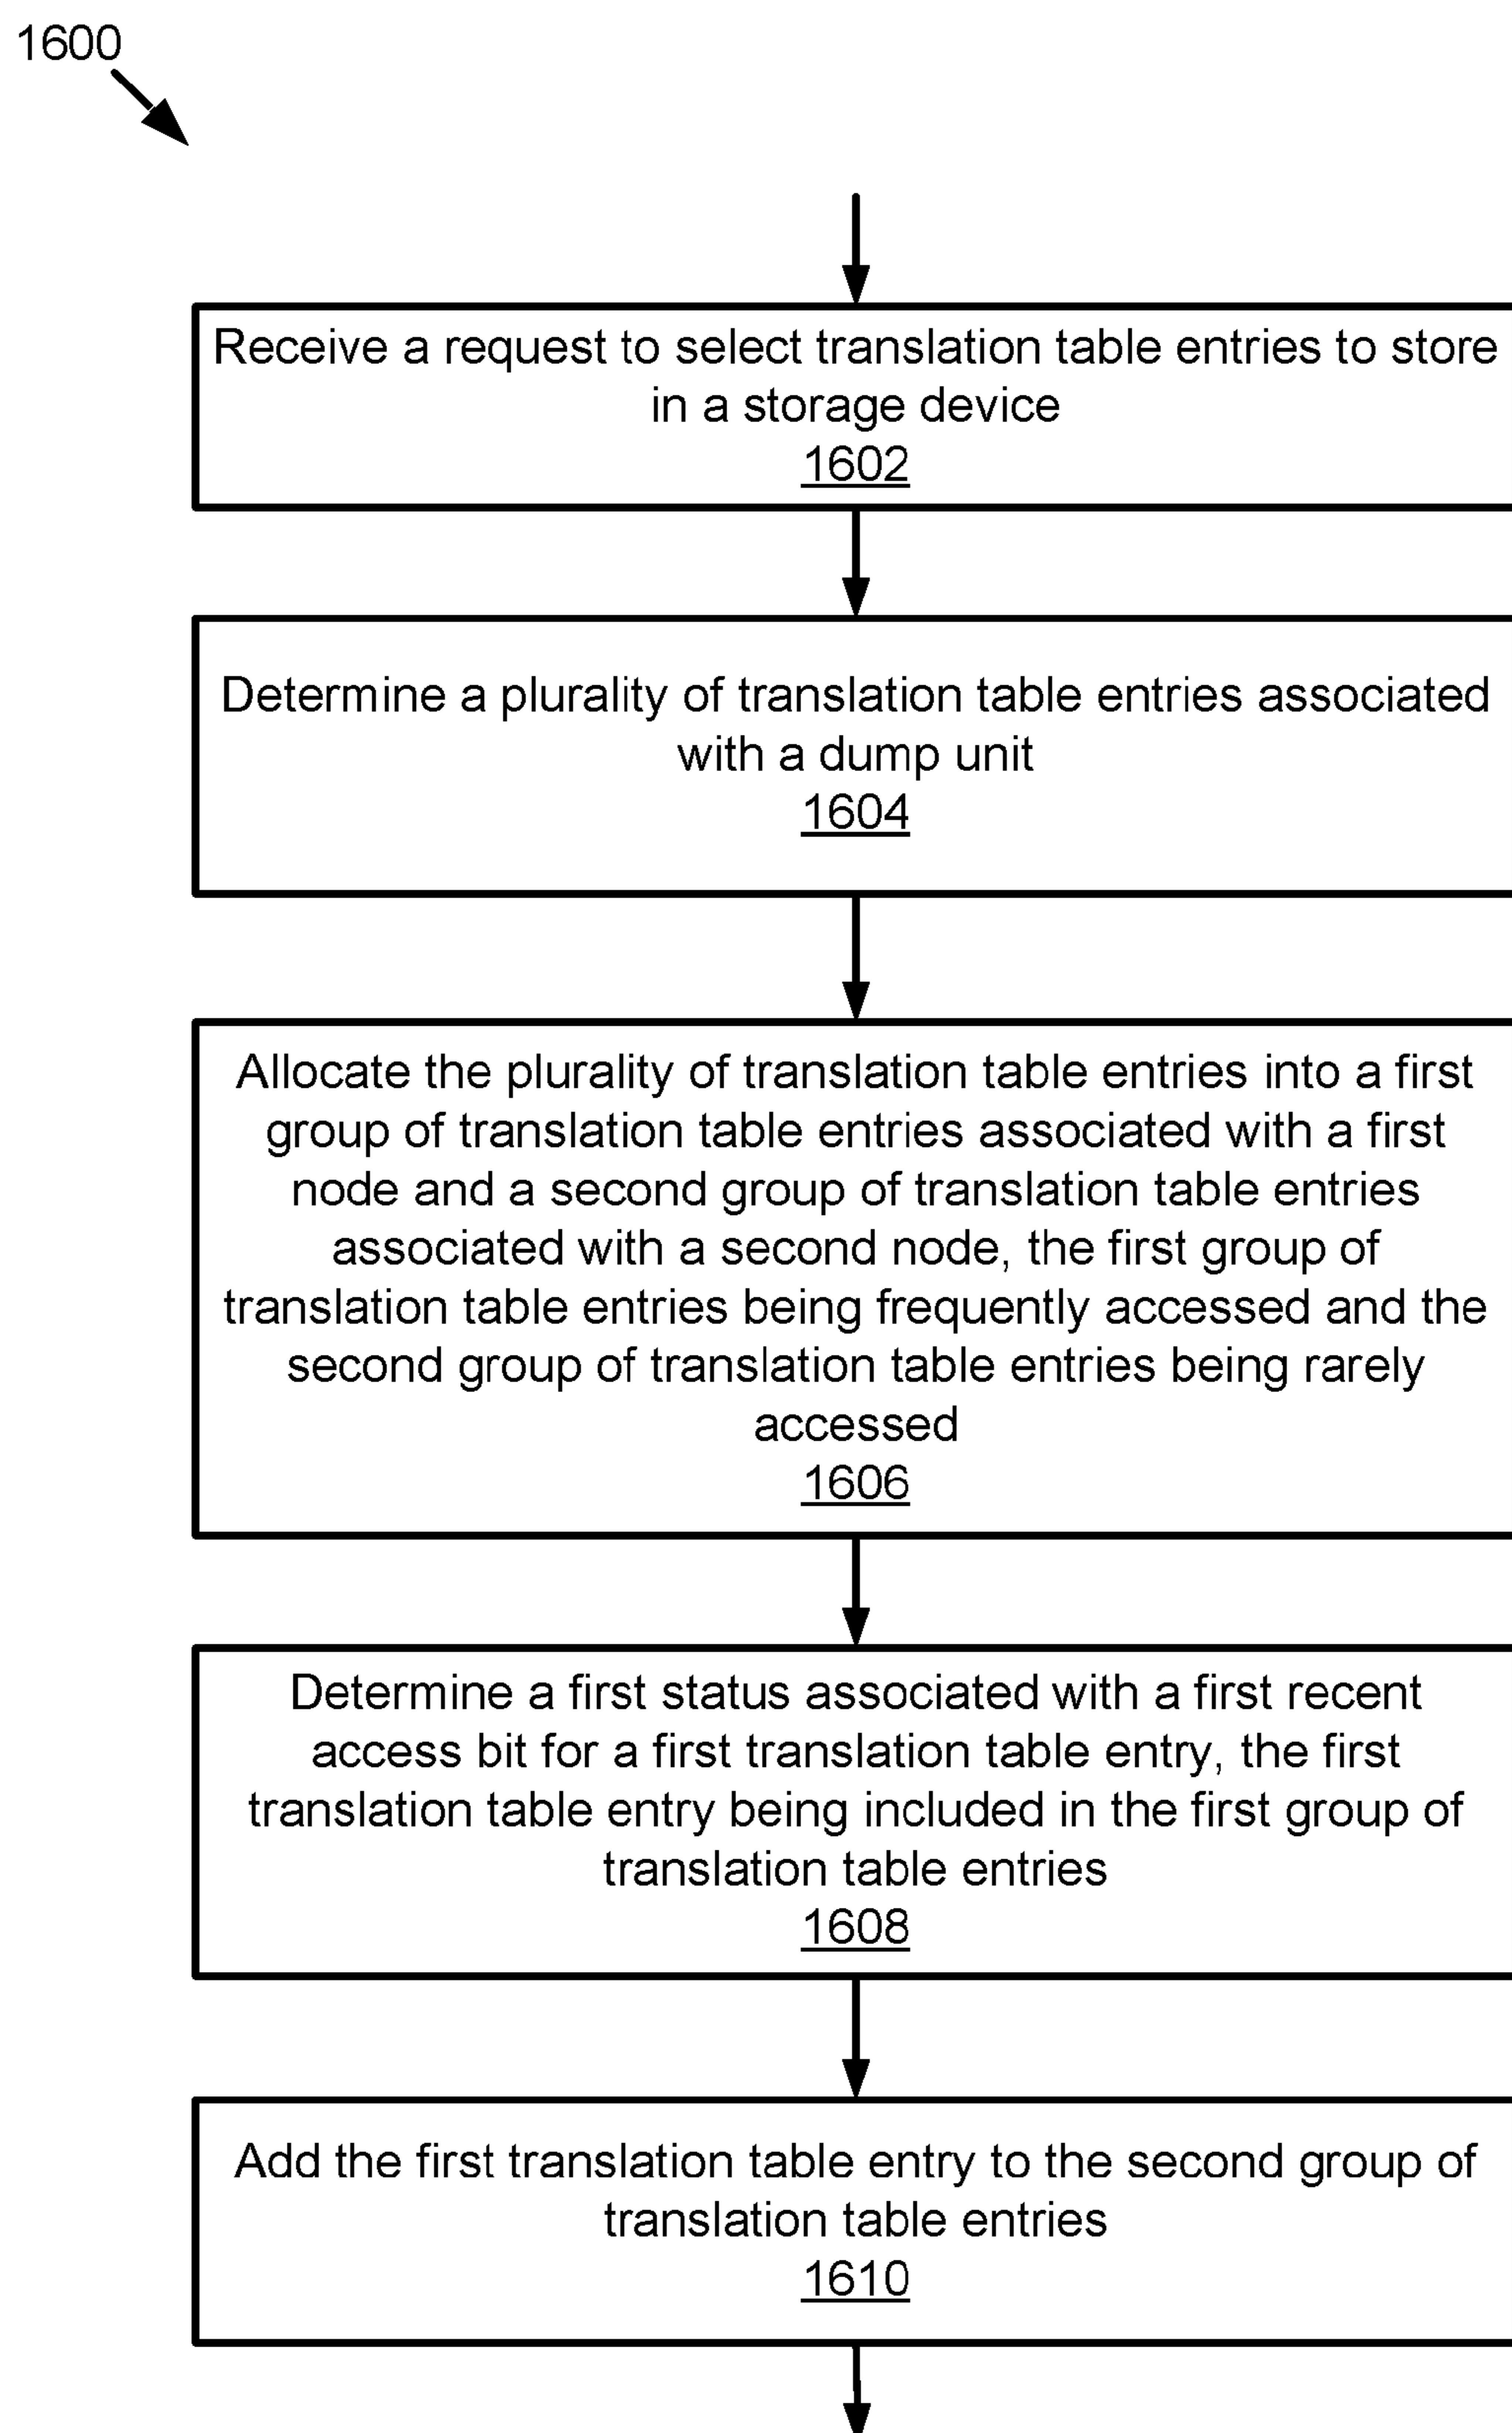 1600
Receive a request to select translation table entries to store
in a storage device
1602
Determine a plurality of translation table entries associated
with a dump unit
1604
Allocate the plurality of translation table entries into a first
group of translation table entries associated with a first
node and a second group of translation table entries
associated with a second node, the first group of
translation table entries being frequently accessed and the
second group of translation table entries being rarely
accessed
1606
Determine a first status associated with a first recent
access bit for a first translation table entry, the first
translation table entry being included in the first group of
translation table entries
1608
Add the first translation table entry to the second group of
translation table entries
1610